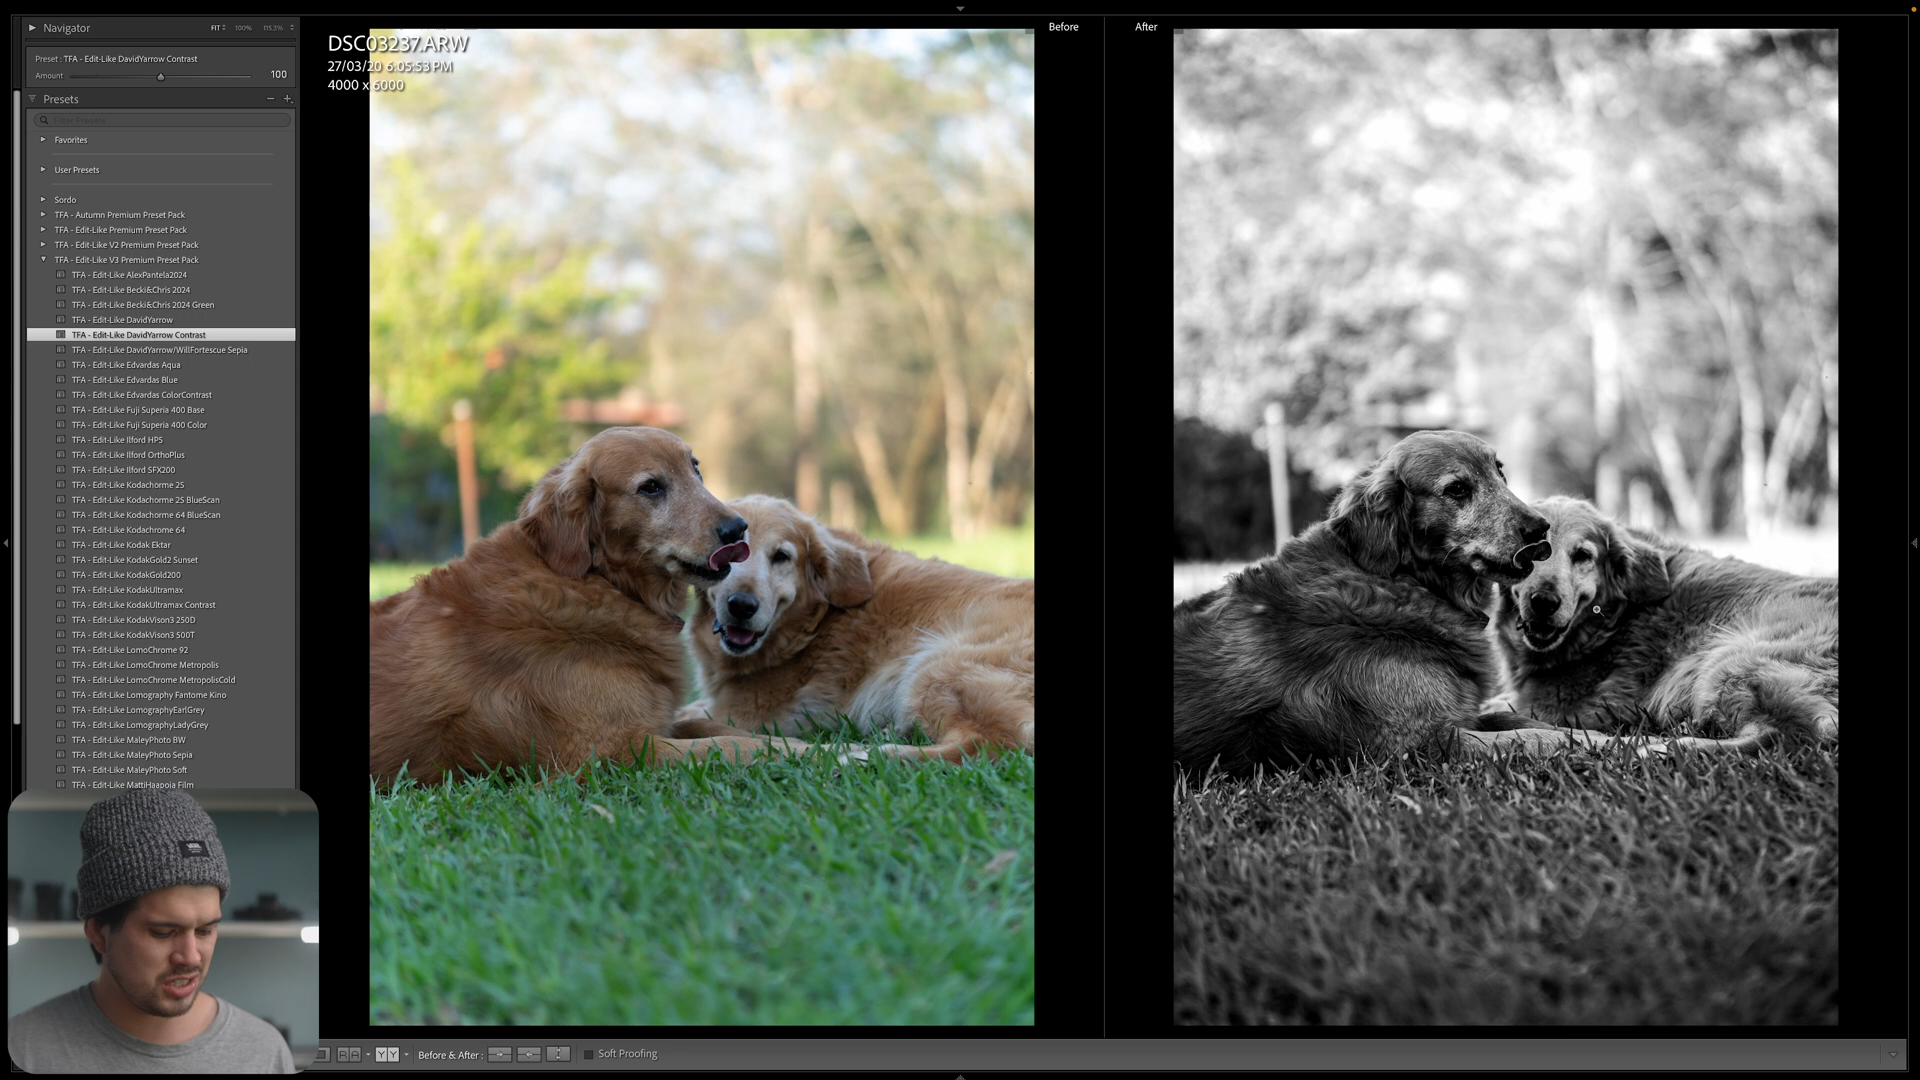 Navigator
FIT
100%
115.3%
Preset : TFA - Edit-Like DavidYarrow Contrast
Amount
100
Presets
Filter Presets
Favorites
User Presets
Sordo
TFA - Autumn Premium Preset Pack
TFA - Edit-Like Premium Preset Pack
TFA - Edit-Like V2 Premium Preset Pack
TFA - Edit-Like V3 Premium Preset Pack
TFA - Edit-Like AlexPantela2024
TFA - Edit-Like Becki&Chris 2024
TFA - Edit-Like Becki&Chris 2024 Green
TFA - Edit-Like DavidYarrow
TFA - Edit-Like DavidYarrow Contrast
TFA - Edit-Like DavidYarrow/WillFortescue Sepia
TFA - Edit-Like Edvardas Aqua
TFA - Edit-Like Edvardas Blue
TFA - Edit-Like Edvardas ColorContrast
TFA - Edit-Like Fuji Superia 400 Base
TFA - Edit-Like Fuji Superia 400 Color
TFA - Edit-Like Ilford HPS
TFA - Edit-Like Ilford OrthoPlus
TFA - Edit-Like Ilford SFX200
TFA - Edit-Like Kodachorme 25
TFA - Edit-Like Kodachorme 25 BlueScan
TFA - Edit-Like Kodachorme 64 BlueScan
TFA - Edit-Like Kodachrome 64
TFA - Edit-Like Kodak Ektar
TFA - Edit-Like KodakGold2 Sunset
TFA - Edit-Like KodakGold200
TFA - Edit-Like KodakUltramax
TFA - Edit-Like KodakUltramax Contrast
TFA - Edit-Like KodakVison3 250D
TFA - Edit-Like KodakVison3 500T
TFA - Edit-Like LomoChrome 92
TFA - Edit-Like LomoChrome Metropolis
TFA - Edit-Like LomoChrome MetropolisCold
TFA - Edit-Like Lomography Fantome Kino
TFA - Edit-Like LomographyEarlGrey
TFA - Edit-Like LomographyLadyGrey
TFA - Edit-Like MaleyPhoto BW
TFA - Edit-Like MaleyPhoto Sepia
TFA - Edit-Like MaleyPhoto Soft
TFA - Edit-Like MattiHaapoja Film
DSC03237.ARW
27/03/20 6:05:53 PM
4000 x 6000
Before
After
R A
Y Y
Before & After :
Soft Proofing